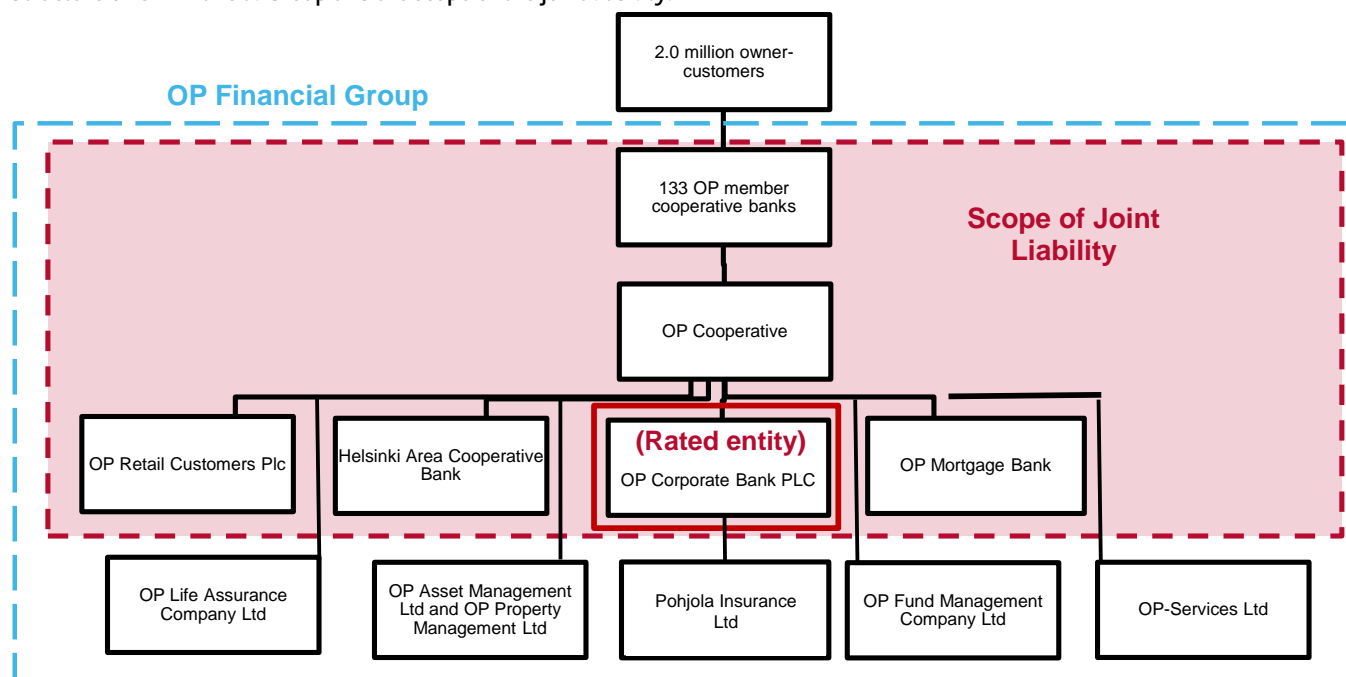 2.0 million owner-
customers
OP Financial Group
133 OP member
cooperative banks
Scope of Joint
Liability
OP Cooperative
OP Retail Customers Plc
Helsinki Area Cooperative
Bank
(Rated entity)
OP Corporate Bank PLC
OP Mortgage Bank
OP Life Assurance
Company Ltd
OP Asset Management
Ltd and OP Property
Management Ltd
Pohjola Insurance
Ltd
OP Fund Management
Company Ltd
OP-Services Ltd